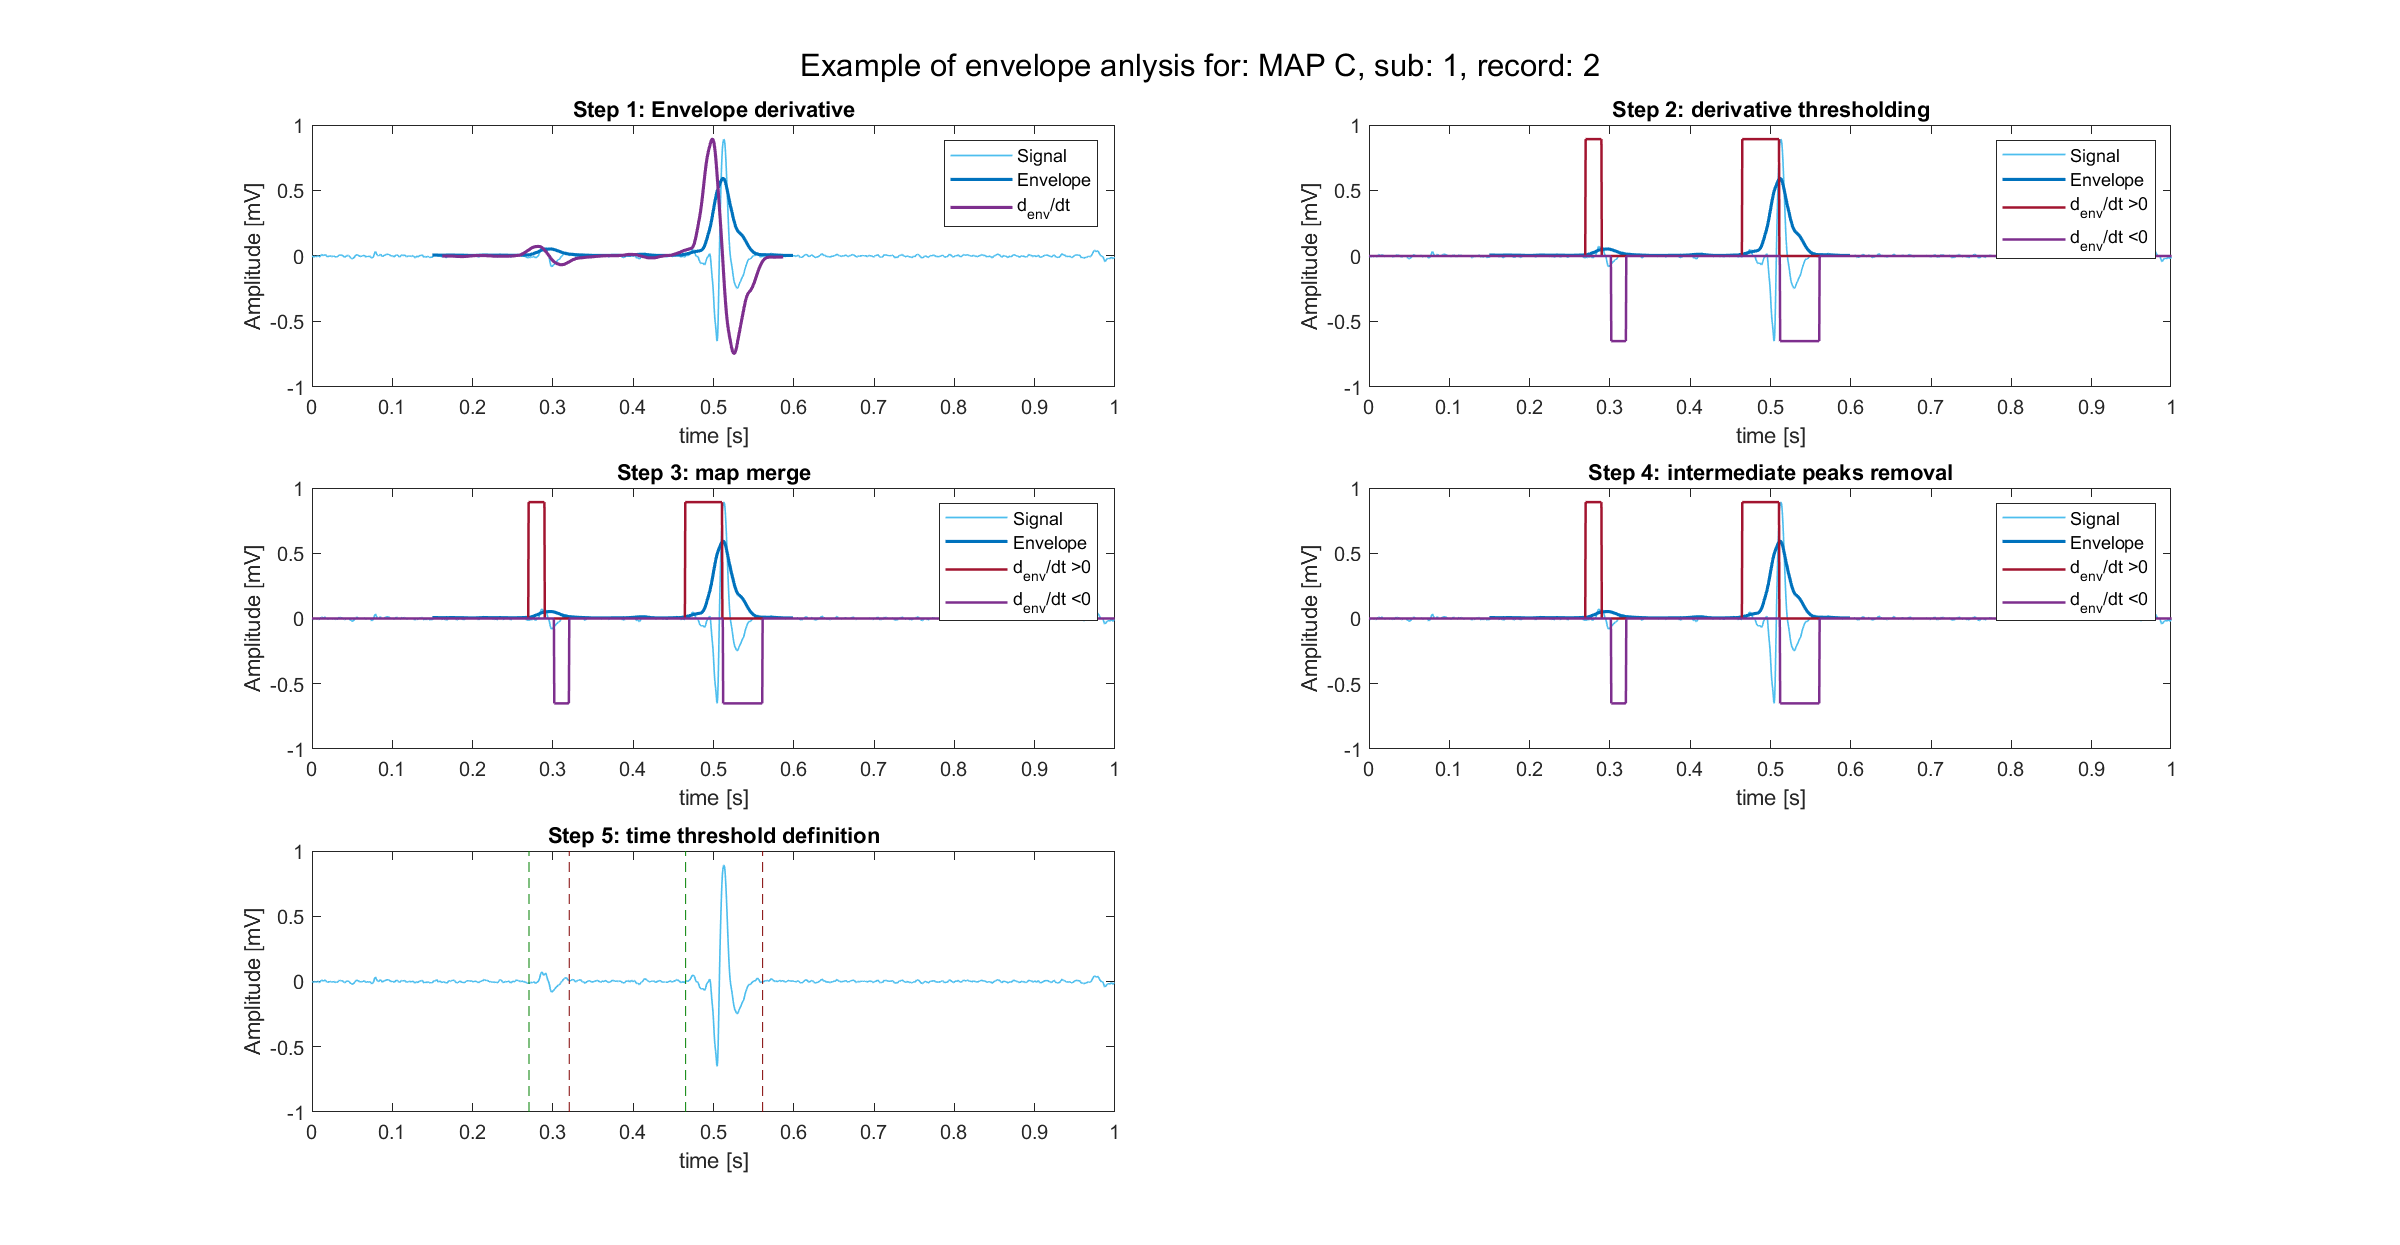 Example of envelope anlysis for: MAP C, sub: 1, record: 2
Step 1: Envelope derivative
1
0.5
0
-0.5
-1
Amplitude [mV]
Signal
Envelope
d_env/dt
0 0.1 0.2 0.3 0.4 0.5 0.6 0.7 0.8 0.9 1
time [s]
Step 2: derivative thresholding
1
0.5
0
-0.5
-1
Amplitude [mV]
Signal
Envelope
d_env/dt >0
d_env/dt <0
0 0.1 0.2 0.3 0.4 0.5 0.6 0.7 0.8 0.9 1
time [s]
Step 3: map merge
1
0.5
0
-0.5
-1
Amplitude [mV]
Signal
Envelope
d_env/dt >0
d_env/dt <0
0 0.1 0.2 0.3 0.4 0.5 0.6 0.7 0.8 0.9 1
time [s]
Step 4: intermediate peaks removal
1
0.5
0
-0.5
-1
Amplitude [mV]
Signal
Envelope
d_env/dt >0
d_env/dt <0
0 0.1 0.2 0.3 0.4 0.5 0.6 0.7 0.8 0.9 1
time [s]
Step 5: time threshold definition
1
0.5
0
-0.5
-1
Amplitude [mV]
0 0.1 0.2 0.3 0.4 0.5 0.6 0.7 0.8 0.9 1
time [s]